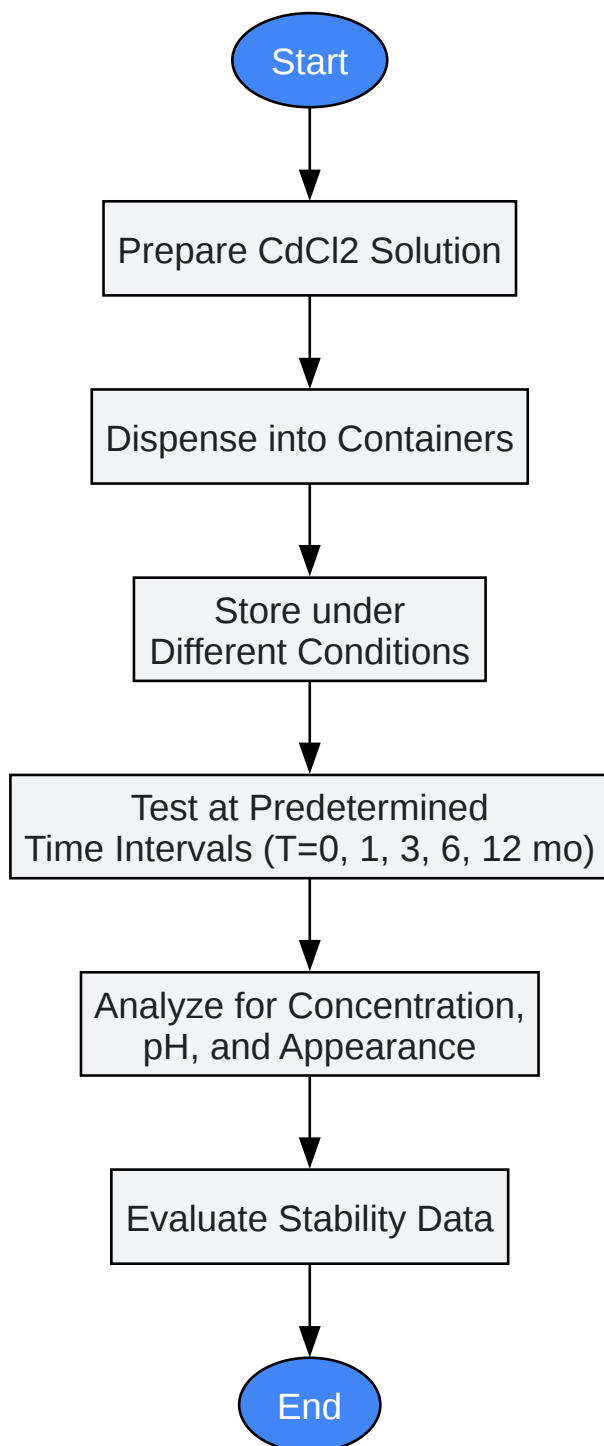 Start
Prepare CdCl2 Solution
Dispense into Containers
Store under
Different Conditions
Test at Predetermined
Time Intervals (T=0, 1, 3, 6, 12 mo)
Analyze for Concentration,
pH, and Appearance
Evaluate Stability Data
End